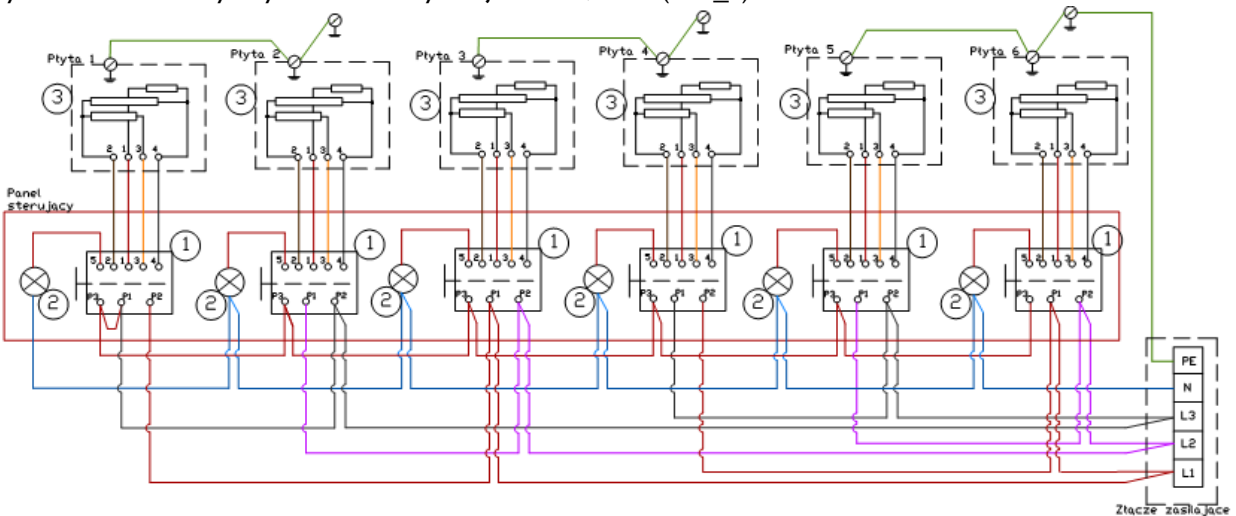 Płyta 1 Płyta 2 Płyta 3 Płyta 4 Płyta 5 Płyta 6
3 3 3 3 3 3
2 1 3 4 2 1 3 4 2 1 3 4 2 1 3 4 2 1 3 4 2 1 3 4
Panel
sterujący
1 1 1 1 1 1
5 2 1 3 4 5 2 1 3 4 5 2 1 3 4 5 2 1 3 4 5 2 1 3 4 5 2 1 3 4
2 2 2 2 2 2
P3 P1 P2 P3 P1 P2 P3 P1 P2 P3 P1 P2 P3 P1 P2 P3 P1 P2
PE
N
L3
L2
L1
Złącze zasilające